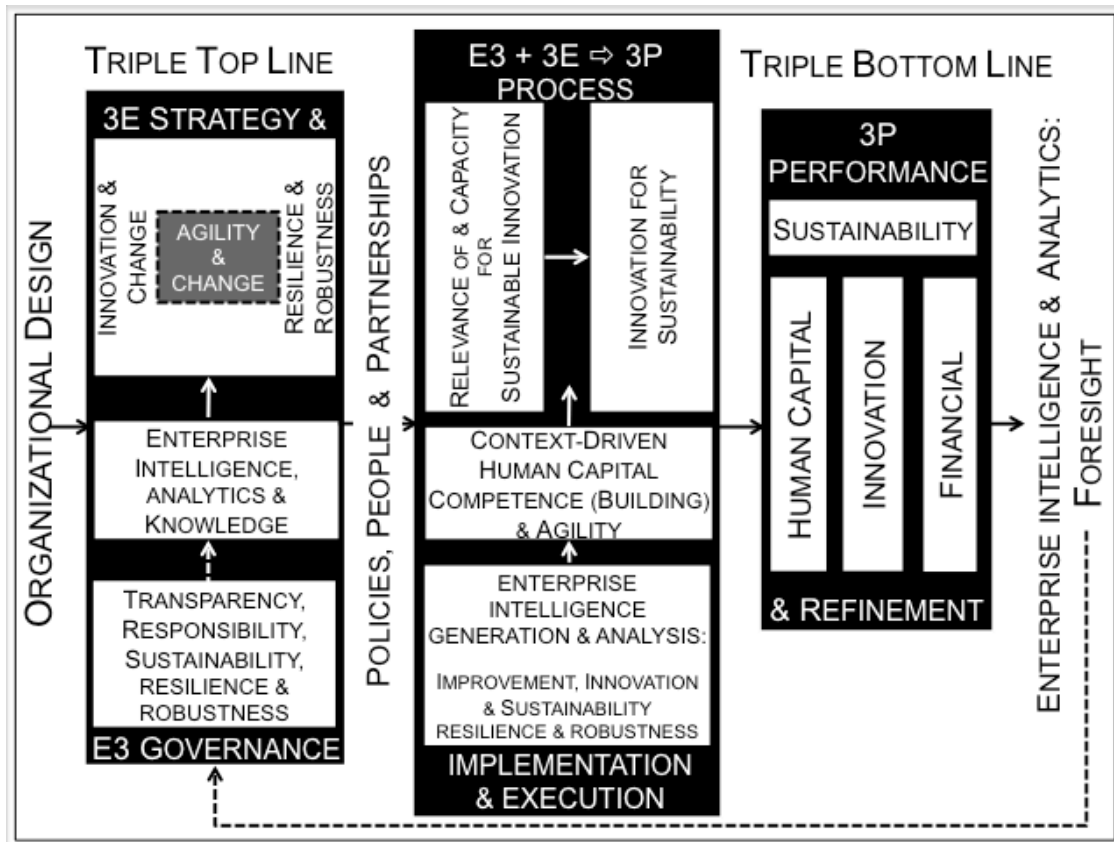 ORGANIZATIONAL DESIGN
TRIPLE TOP LINE
3E STRATEGY &
INNOVATION &
CHANGE
AGILITY
&
CHANGE
RESILIENCE &
ROBUSTNESS
ENTERPRISE
INTELLIGENCE,
ANALYTICS &
KNOWLEDGE
TRANSPARENCY,
RESPONSIBILITY,
SUSTAINABILITY,
RESILIENCE &
ROBUSTNESS
E3 GOVERNANCE
POLICIES, PEOPLE & PARTNERSHIPS
E3 + 3E ⇨ 3P
PROCESS
RELEVANCE OF & CAPACITY
FOR
SUSTAINABLE INNOVATION
INNOVATION FOR
SUSTAINABILITY
CONTEXT-DRIVEN
HUMAN CAPITAL
COMPETENCE (BUILDING)
& AGILITY
ENTERPRISE
INTELLIGENCE
GENERATION & ANALYSIS:
IMPROVEMENT, INNOVATION
& SUSTAINABILITY
RESILIENCE & ROBUSTNESS
IMPLEMENTATION
& EXECUTION
TRIPLE BOTTOM LINE
3P
PERFORMANCE
SUSTAINABILITY
HUMAN CAPITAL
INNOVATION
FINANCIAL
& REFINEMENT
ENTERPRISE INTELLIGENCE & ANALYTICS:
FORESIGHT